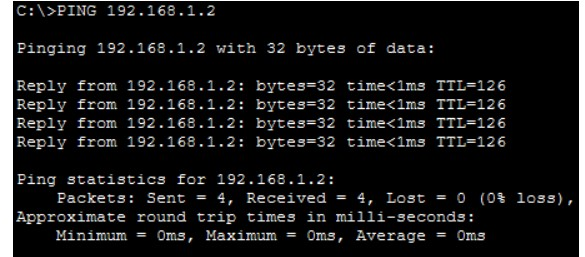 C:\>PING 192.168.1.2
Pinging 192.168.1.2 with 32 bytes of data:
Reply from 192.168.1.2: bytes=32 time<1ms TTL=126
Reply from 192.168.1.2: bytes=32 time<1ms TTL=126
Reply from 192.168.1.2: bytes=32 time<1ms TTL=126
Reply from 192.168.1.2: bytes=32 time<1ms TTL=126
Ping statistics for 192.168.1.2:
Packets: Sent = 4, Received = 4, Lost = 0 (0% loss),
Approximate round trip times in milli-seconds:
Minimum = 0ms, Maximum = 0ms, Average = 0ms